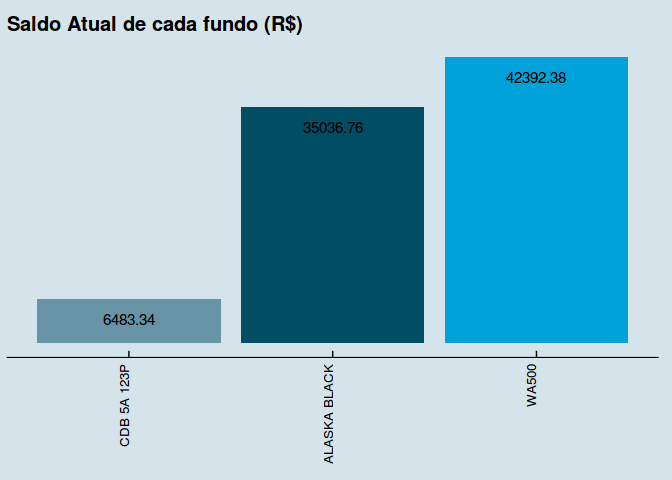 Saldo Atual de cada fundo (R$)
42392.38
35036.76
6483.34
CDB 5A 123P
ALASKA BLACK
WA500